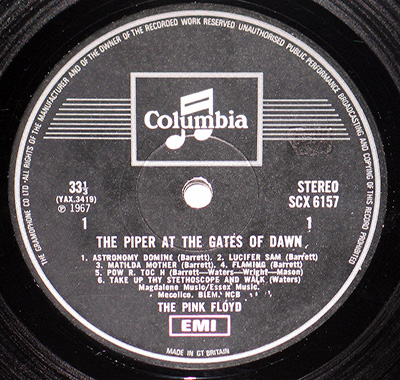 THE GRAMOPHONE CO LTD · ALL RIGHTS OF THE MANUFACTURER AND OF THE OWNER OF THE RECORDED WORK RESERVED UNAUTHORISED PUBLIC PERFORMANCE BROADCASTING AND COPYING OF THIS RECORD PROHIBITED
Columbia
33⅓ STEREO
(YAX.3419) SCX 6157
℗ 1967
1 1
THE PIPER AT THE GATES OF DAWN
1. ASTRONOMY DOMINE (Barrett) 2. LUCIFER SAM (Barrett)
3. MATILDA MOTHER (Barrett) 4. FLAMING (Barrett)
5. POW R. TOC H (Barrett—Waters—Wright—Mason)
6. TAKE UP THY STETHOSCOPE AND WALK (Waters)
Magdalene Music/Essex Music.
Mecolico. BIEM. NCB
THE PINK FLOYD
EMI
MADE IN GT BRITAIN